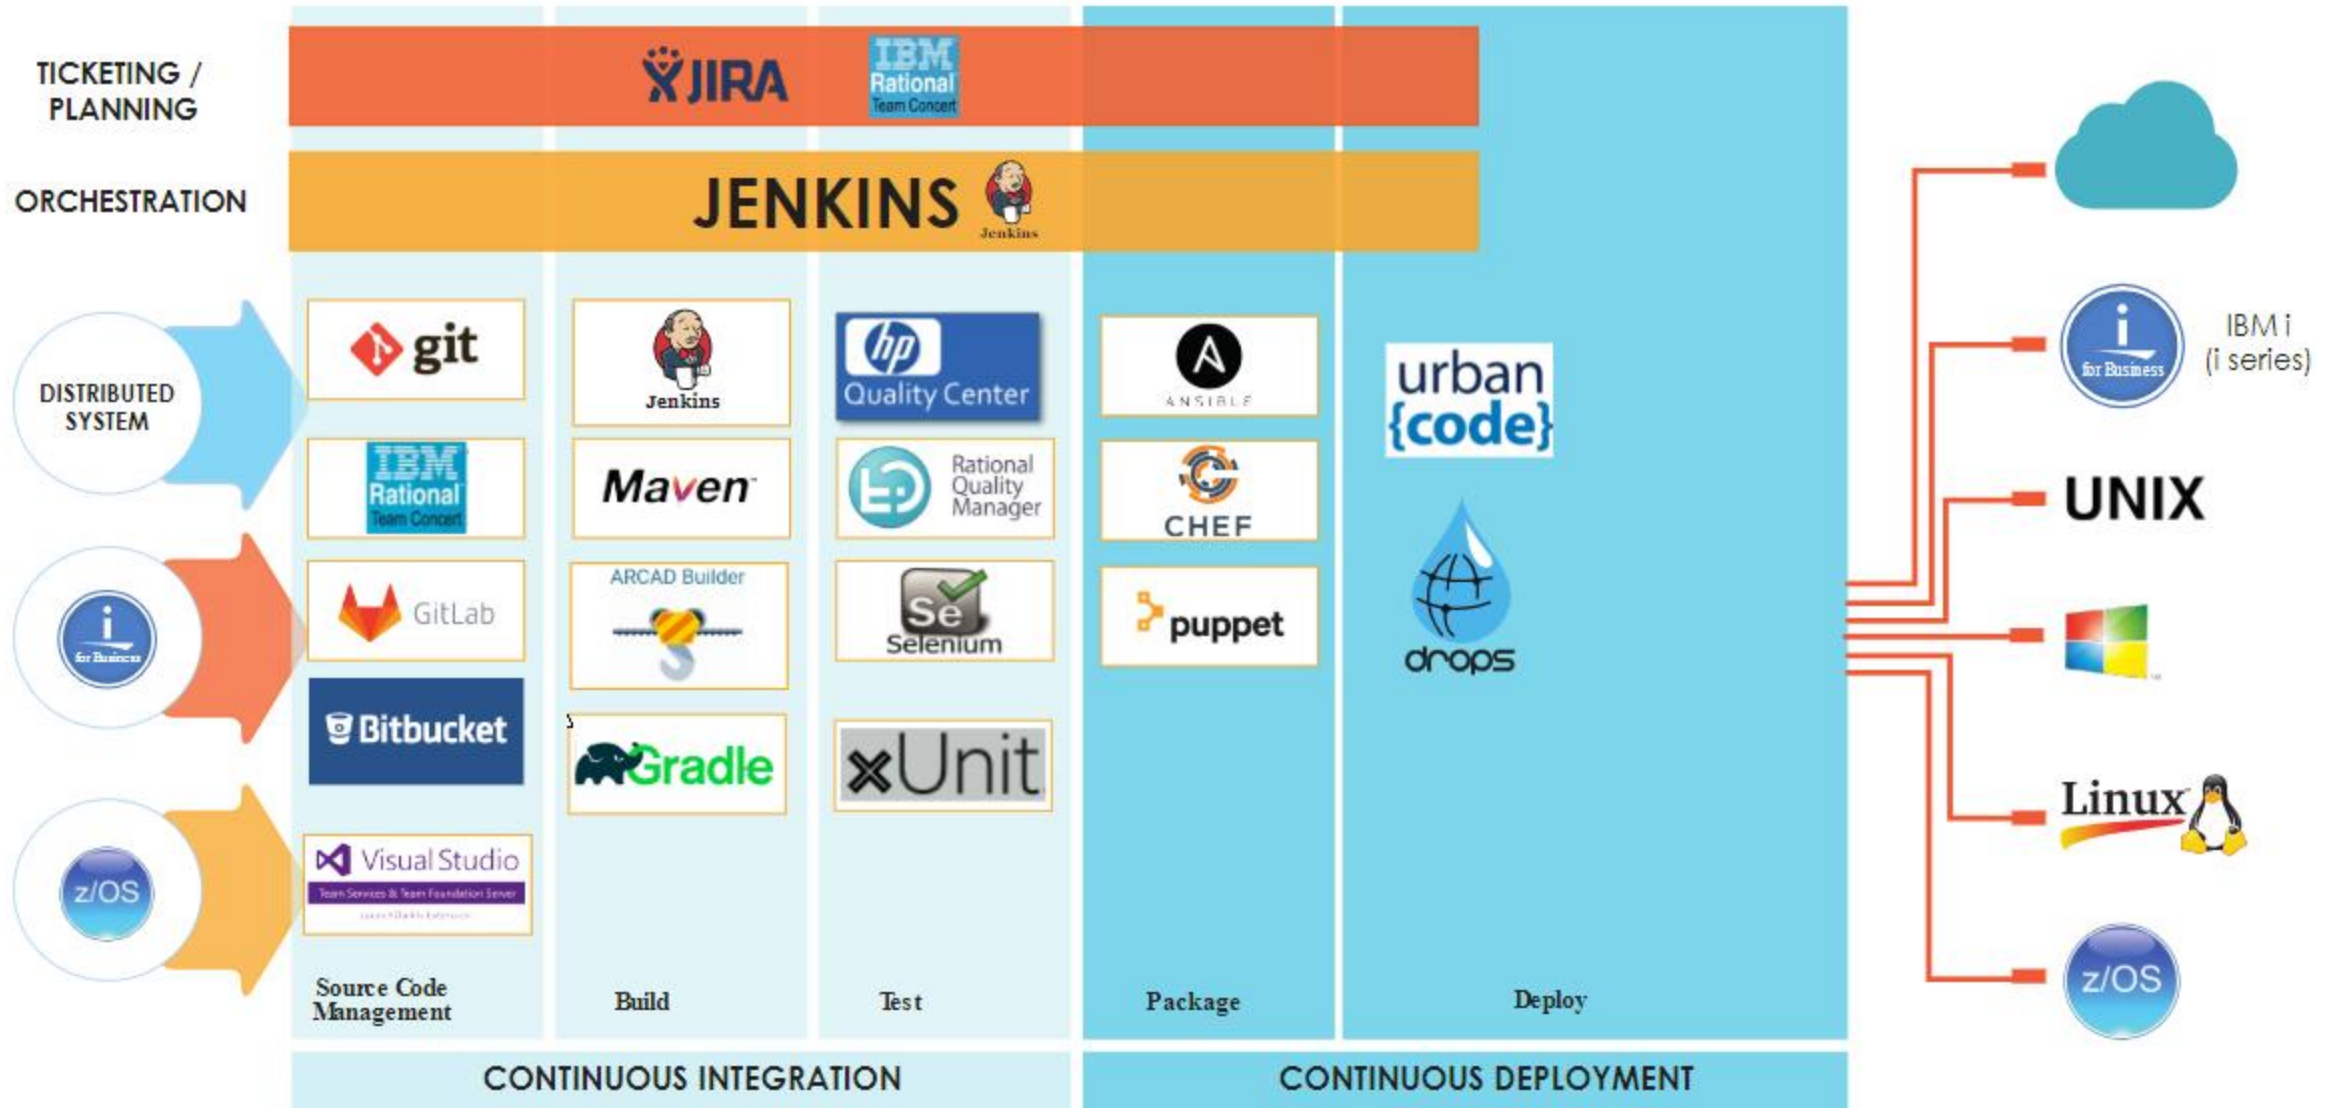 TICKETING /
PLANNING
JIRA
IBM
Rational
Team Concert
ORCHESTRATION
JENKINS
Jenkins
DISTRIBUTED
SYSTEM
i
for Business
z/OS
git
IBM
Rational
Team Concert
GitLab
Bitbucket
Visual Studio
Team Services & Team Foundation Server
Source Code
Management
Jenkins
Maven
ARCAD Builder
Gradle
Build
hp
Quality Center
Rational
Quality
Manager
Se
Selenium
xUnit
Test
ANSIBLE
CHEF
puppet
Package
urban
{code}
drops
Deploy
CONTINUOUS INTEGRATION
CONTINUOUS DEPLOYMENT
i
for Business
IBM i
(i series)
UNIX
Linux
z/OS